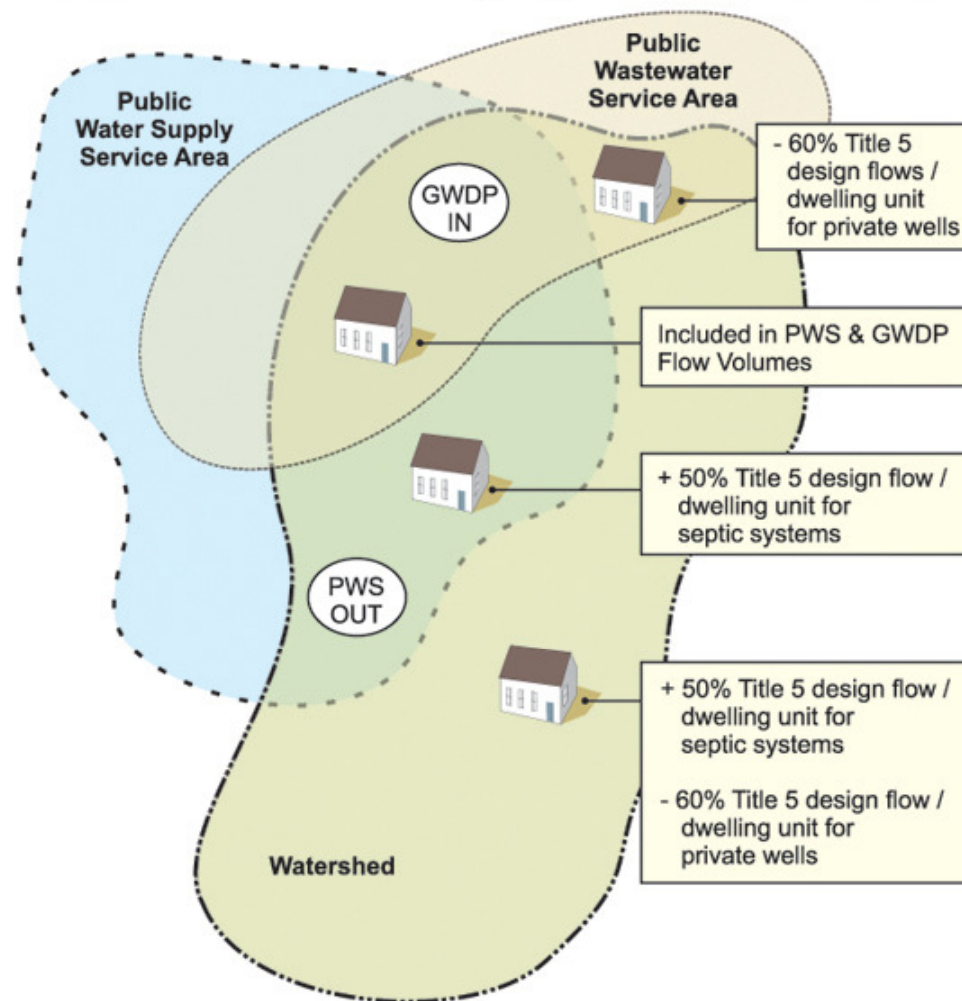 Public
Wastewater
Service Area
Public
Water Supply
Service Area
- 60% Title 5
design flows /
dwelling unit
for private wells
GWDP
IN
Included in PWS & GWDP
Flow Volumes
+ 50% Title 5 design flow /
dwelling unit for
septic systems
PWS
OUT
+ 50% Title 5 design flow /
dwelling unit for
septic systems
- 60% Title 5 design flow /
dwelling unit for
private wells
Watershed